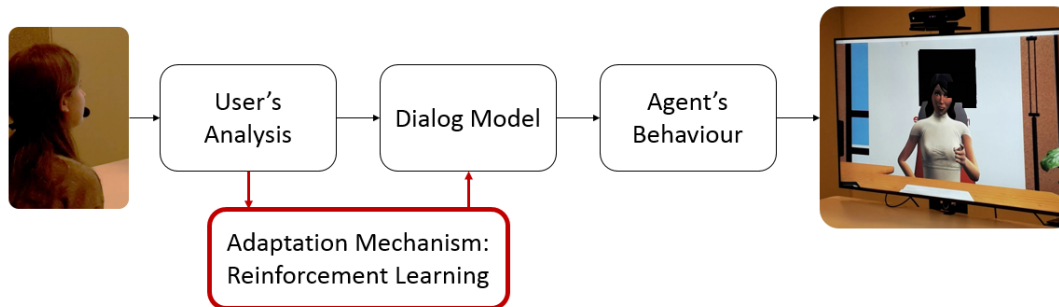 User's
Analysis
Dialog Model
Agent's
Behaviour
Adaptation Mechanism:
Reinforcement Learning